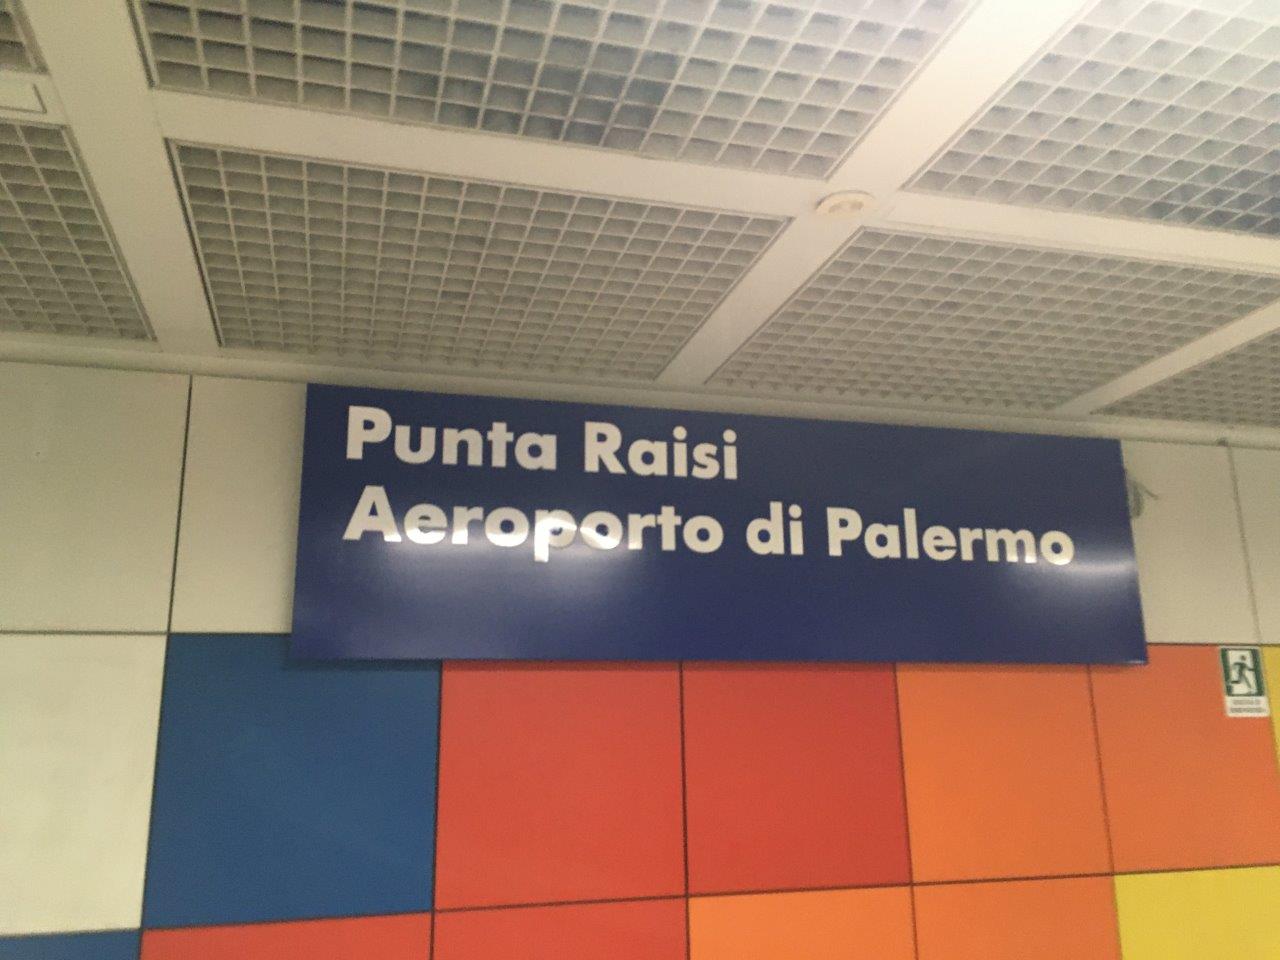 Punta Raisi
Aeroporto di Palermo